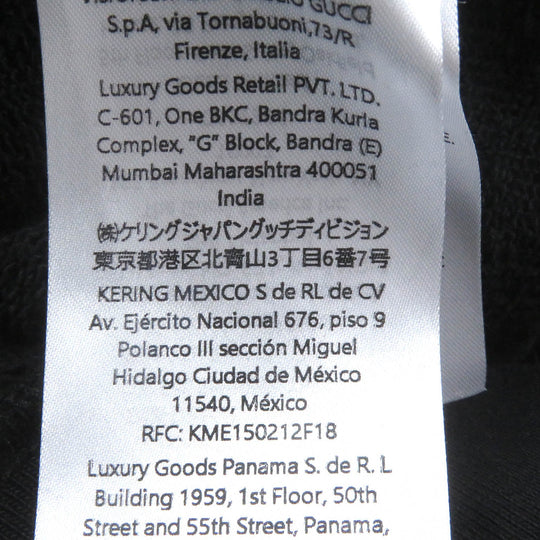 GUCCI
S.p.A, via Tornabuoni,73/R
Firenze, Italia
Luxury Goods Retail PVT. LTD.
C-601, One BKC, Bandra Kurla
Complex, "G" Block, Bandra (E)
Mumbai Maharashtra 400051
India
㈱ケリングジャパングッチディビジョン
東京都港区北青山3丁目6番7号
KERING MEXICO S de RL de CV
Av. Ejército Nacional 676, piso 9
Polanco III sección Miguel
Hidalgo Ciudad de México
11540, México
RFC: KME150212F18
Luxury Goods Panama S. de R. L
Building 1959, 1st Floor, 50th
Street and 55th Street, Panama,